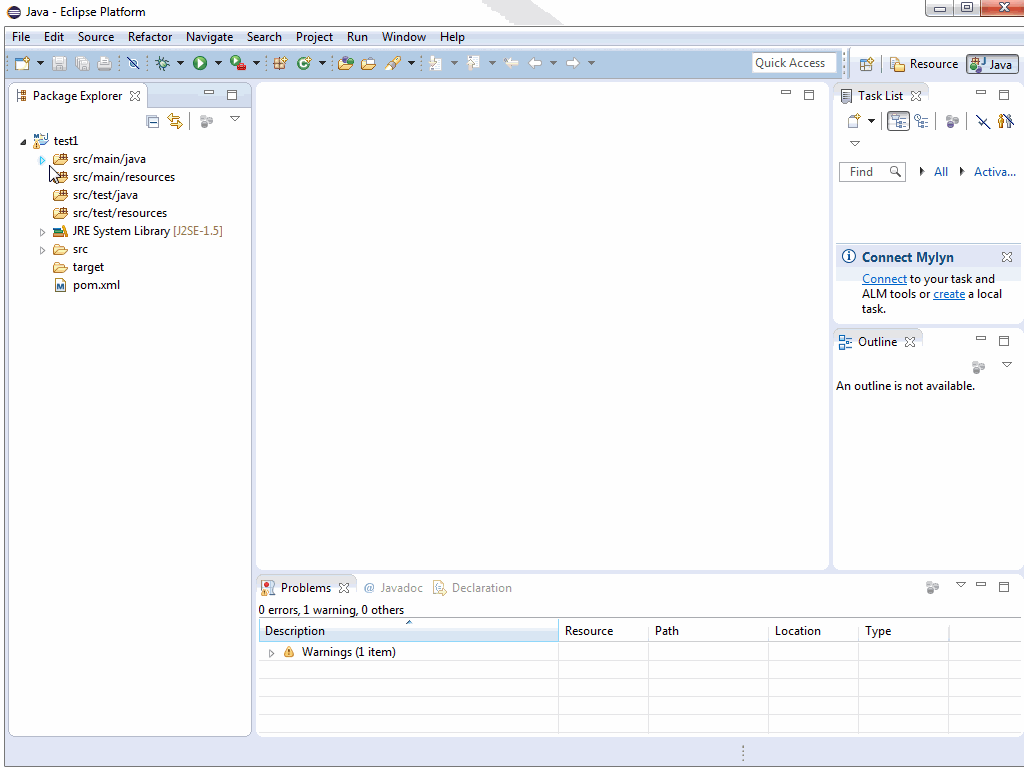 Java - Eclipse Platform
File Edit Source Refactor Navigate Search Project Run Window Help
Quick Access
Resource
Java
Package Explorer
test1
src/main/java
src/main/resources
src/test/java
src/test/resources
JRE System Library [J2SE-1.5]
src
target
pom.xml
Task List
Find
All
Activa...
Connect Mylyn
Connect to your task and
ALM tools or create a local
task.
Outline
An outline is not available.
Problems @ Javadoc Declaration
0 errors, 1 warning, 0 others
Description Resource Path Location Type
Warnings (1 item)